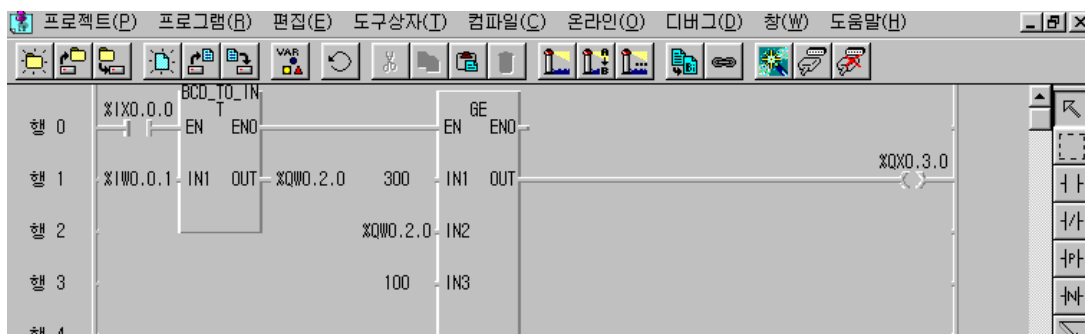 프로젝트(P) 프로그램(R) 편집(E) 도구상자(T) 컴파일(C) 온라인(O) 디버그(D) 창(W) 도움말(H)
VAR
BCD_TO_IN
T
GE
행 0 %IX0.0.0 EN ENO EN ENO
%QX0.3.0
행 1 %IW0.0.1 IN1 OUT %QW0.2.0 300 IN1 OUT
행 2 %QW0.2.0 IN2
행 3 100 IN3
행 4